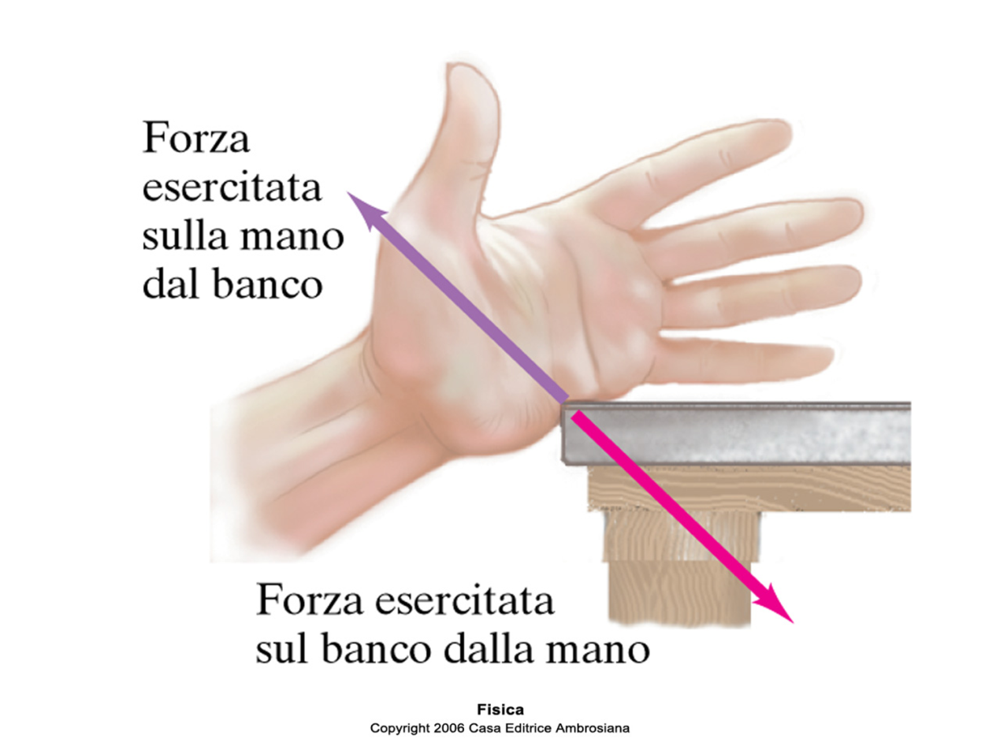 Forza
esercitata
sulla mano
dal banco
Forza esercitata
sul banco dalla mano
Fisica
Copyright 2006 Casa Editrice Ambrosiana